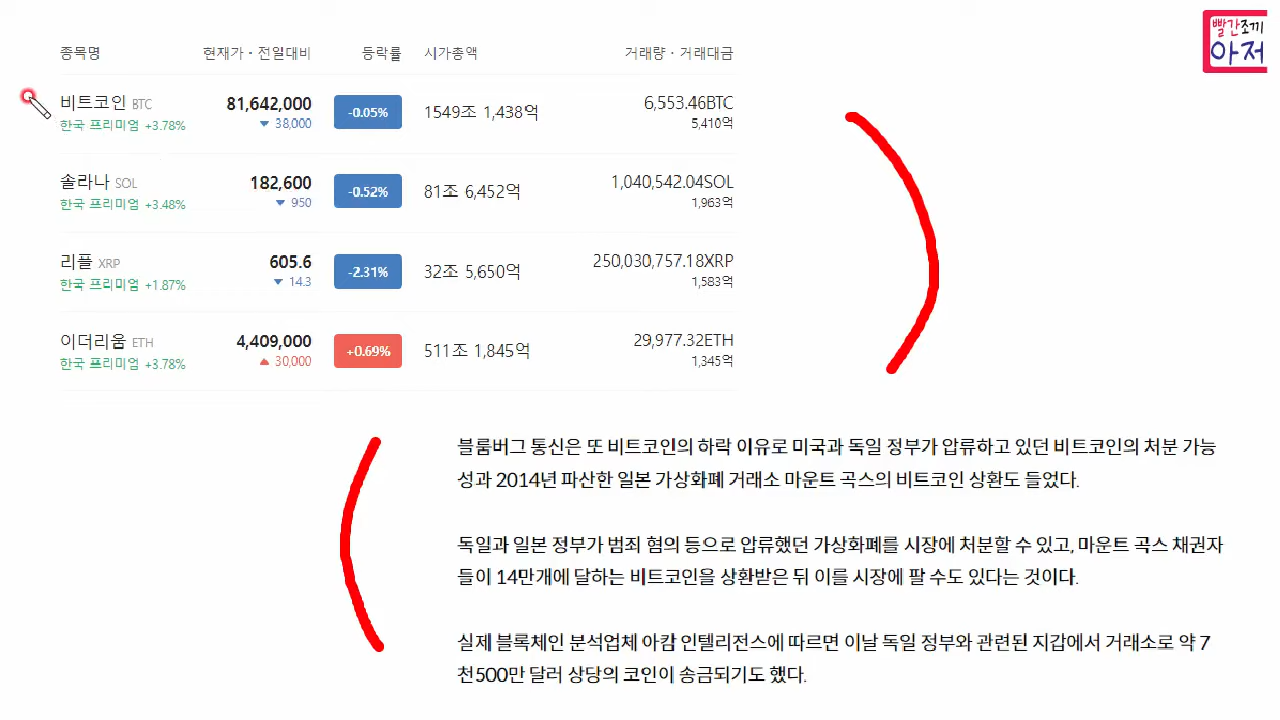 빨간조끼
아저
종목명 현재가 · 전일대비 등락률 시가총액 거래량 · 거래대금
비트코인 BTC 81,642,000 -0.05% 1549조 1,438억 6,553.46BTC
한국 프리미엄 +3.78% ▼ 38,000 5,410억
솔라나 SOL 182,600 -0.52% 81조 6,452억 1,040,542.04SOL
한국 프리미엄 +3.48% ▼ 950 1,963억
리플 XRP 605.6 -2.31% 32조 5,650억 250,030,757.18XRP
한국 프리미엄 +1.87% ▼ 14.3 1,583억
이더리움 ETH 4,409,000 +0.69% 511조 1,845억 29,977.32ETH
한국 프리미엄 +3.78% ▲ 30,000 1,345억
블룸버그 통신은 또 비트코인의 하락 이유로 미국과 독일 정부가 압류하고 있던 비트코인의 처분 가능
성과 2014년 파산한 일본 가상화폐 거래소 마운트 곡스의 비트코인 상환도 들었다.
독일과 일본 정부가 범죄 혐의 등으로 압류했던 가상화폐를 시장에 처분할 수 있고, 마운트 곡스 채권자
들이 14만개에 달하는 비트코인을 상환받은 뒤 이를 시장에 팔 수도 있다는 것이다.
실제 블록체인 분석업체 아캄 인텔리전스에 따르면 이날 독일 정부와 관련된 지갑에서 거래소로 약 7
천500만 달러 상당의 코인이 송금되기도 했다.